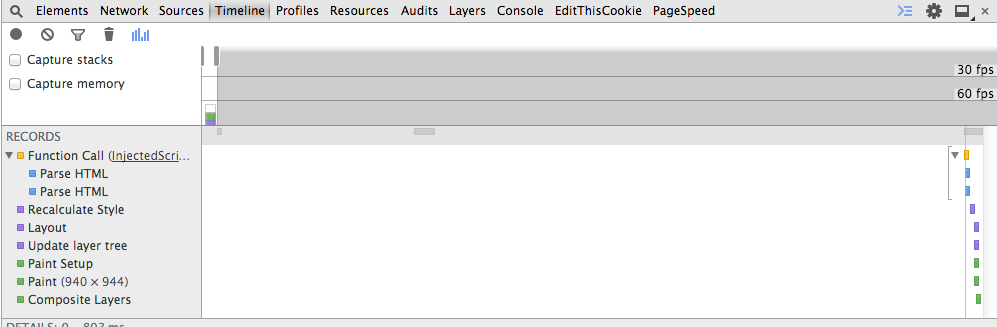 Elements Network Sources Timeline Profiles Resources Audits Layers Console EditThisCookie PageSpeed
Capture stacks
30 fps
Capture memory
60 fps
RECORDS
Function Call (InjectedScri...
Parse HTML
Parse HTML
Recalculate Style
Layout
Update layer tree
Paint Setup
Paint (940 × 944)
Composite Layers
DETAILS: 0 – 803 ms